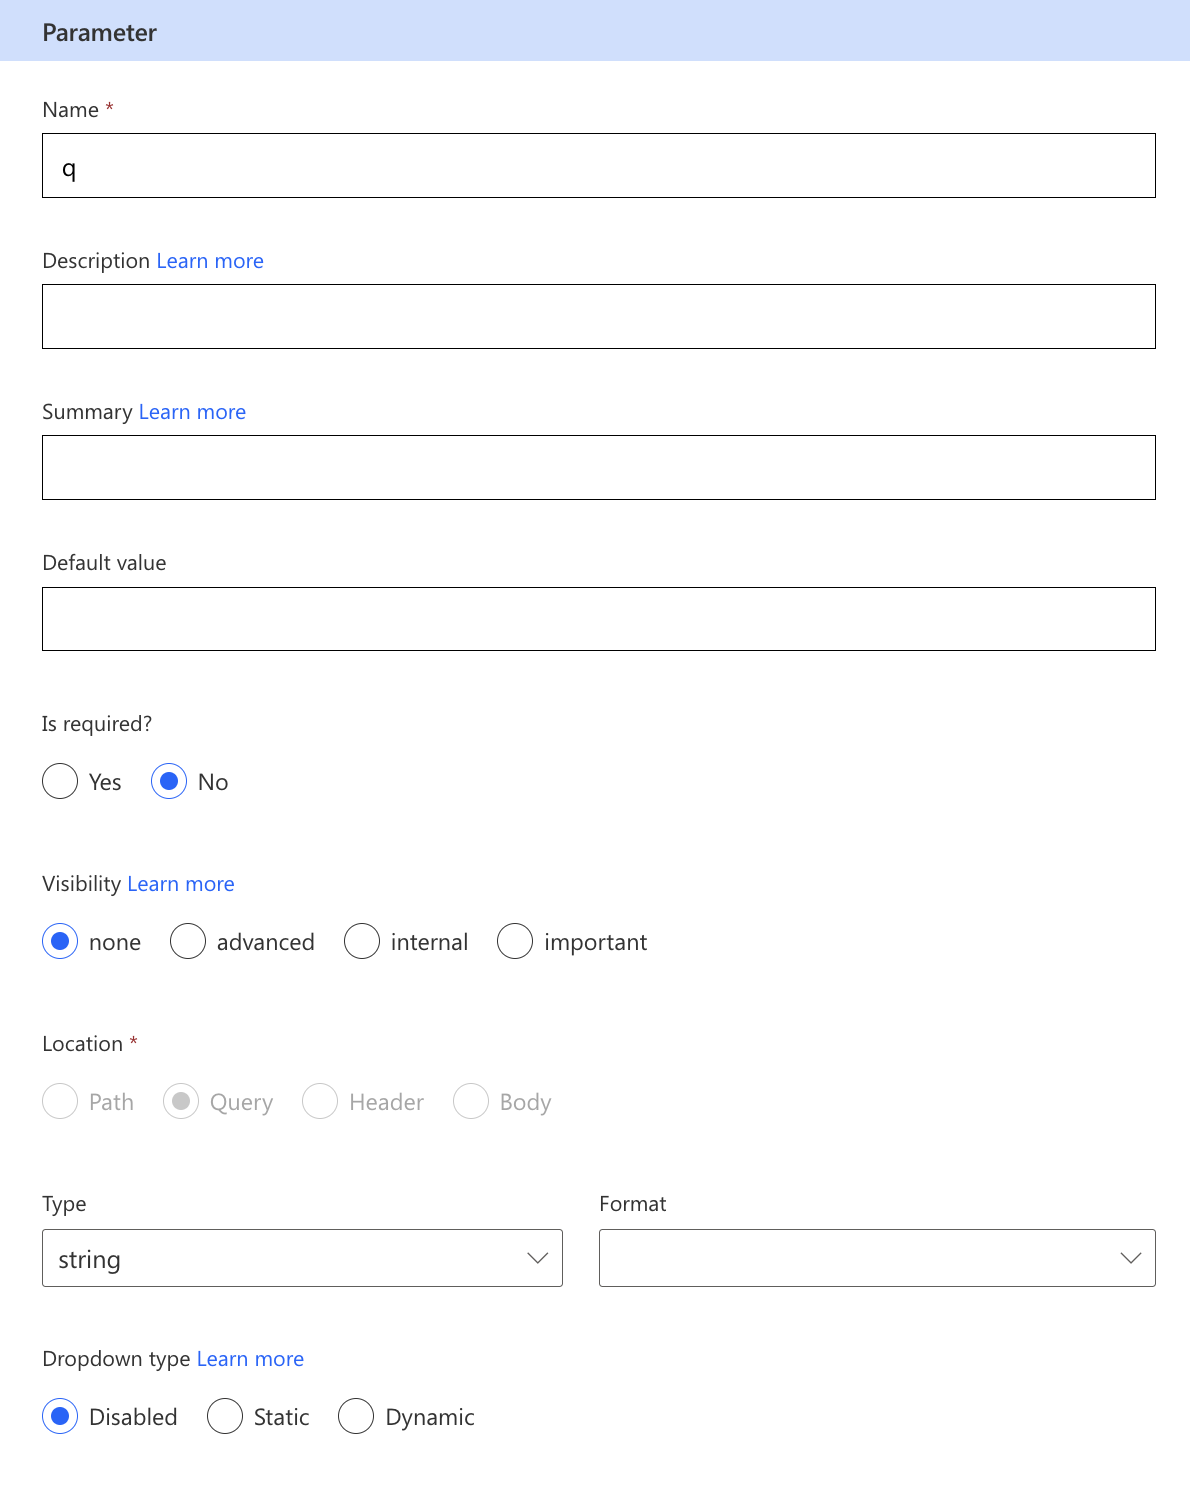 Parameter
Name *
q
Description Learn more
Summary Learn more
Default value
Is required?
Yes No
Visibility Learn more
none advanced internal important
Location *
Path Query Header Body
Type Format
string
Dropdown type Learn more
Disabled Static Dynamic